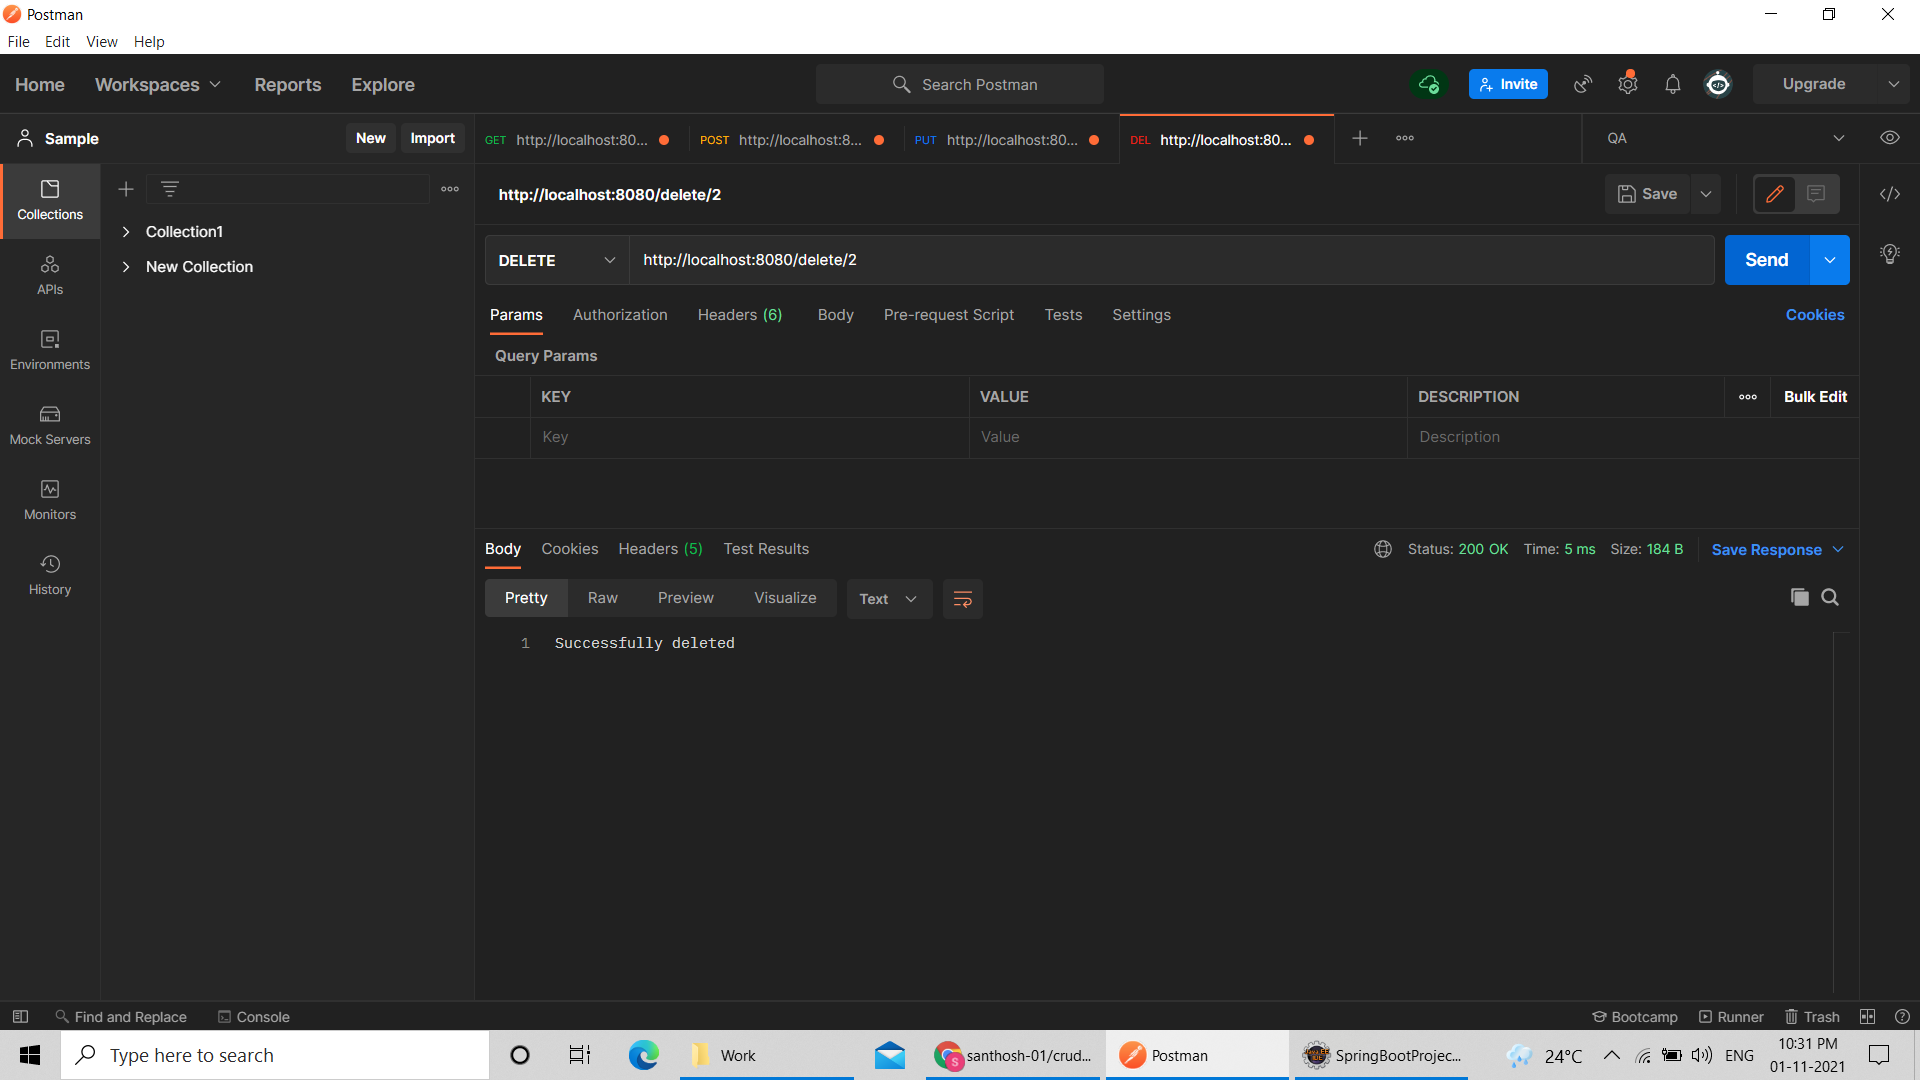 Postman
File Edit View Help
Home Workspaces Reports Explore Search Postman Invite Upgrade
Sample New Import GET http://localhost:80... POST http://localhost:8... PUT http://localhost:80... DEL http://localhost:80... QA
http://localhost:8080/delete/2 Save
Collections
Collection1
New Collection
DELETE http://localhost:8080/delete/2 Send
APIs
Params Authorization Headers (6) Body Pre-request Script Tests Settings Cookies
Query Params
Environments
KEY VALUE DESCRIPTION Bulk Edit
Key Value Description
Mock Servers
Monitors
Body Cookies Headers (5) Test Results Status: 200 OK Time: 5 ms Size: 184 B Save Response
History
Pretty Raw Preview Visualize Text
1 Successfully deleted
Find and Replace Console Bootcamp Runner Trash
Type here to search Work santhosh-01/crud... Postman SpringBootProjec... 24°C ENG 10:31 PM
01-11-2021